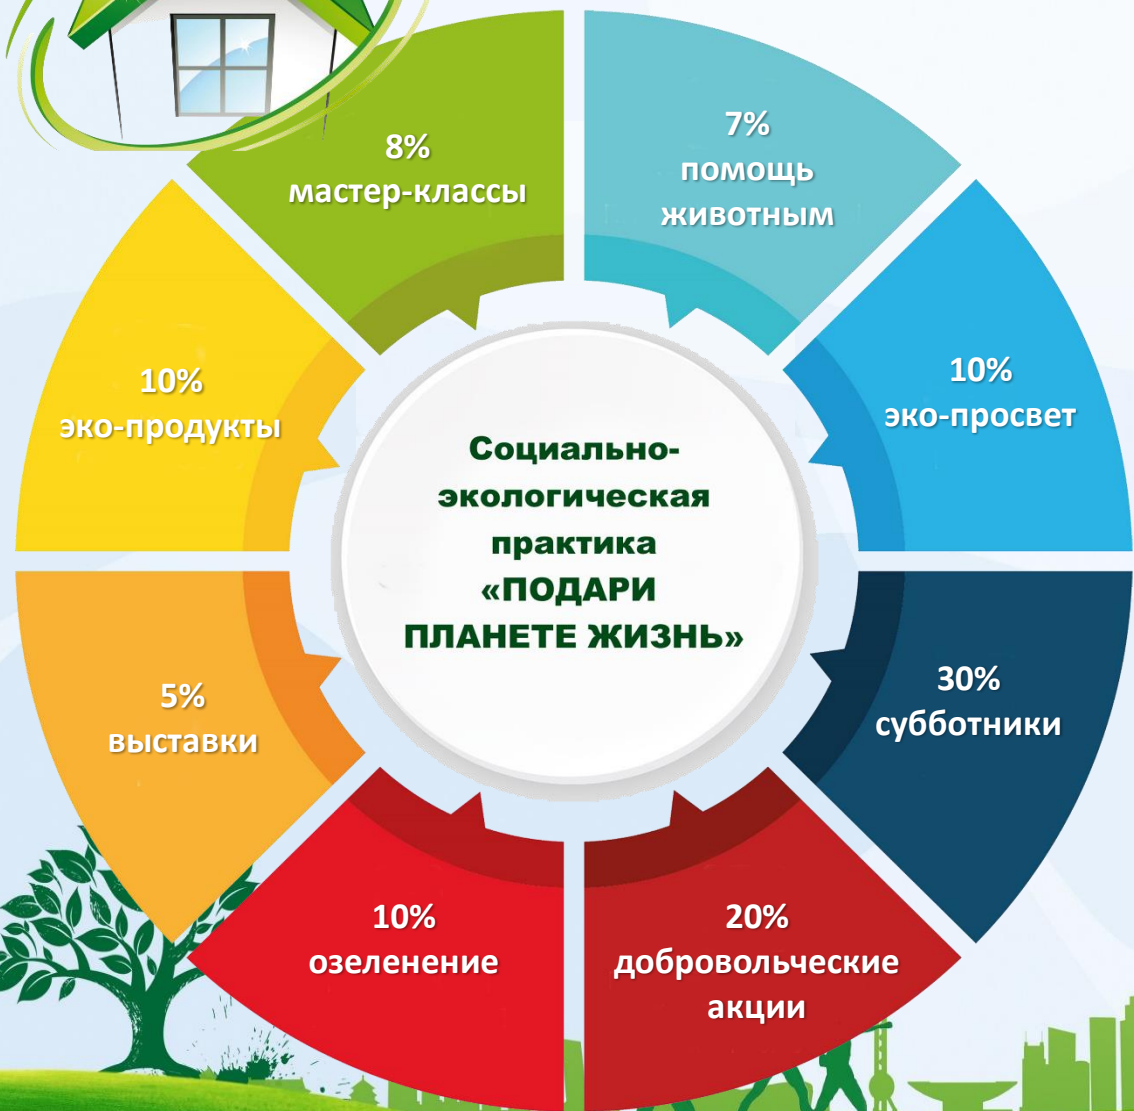 8%
мастер-классы
7%
помощь
животным
10%
эко-продукты
10%
эко-просвет
Социально-
экологическая
практика
«ПОДАРИ
ПЛАНЕТЕ ЖИЗНЬ»
5%
выставки
30%
субботники
10%
озеленение
20%
добровольческие
акции